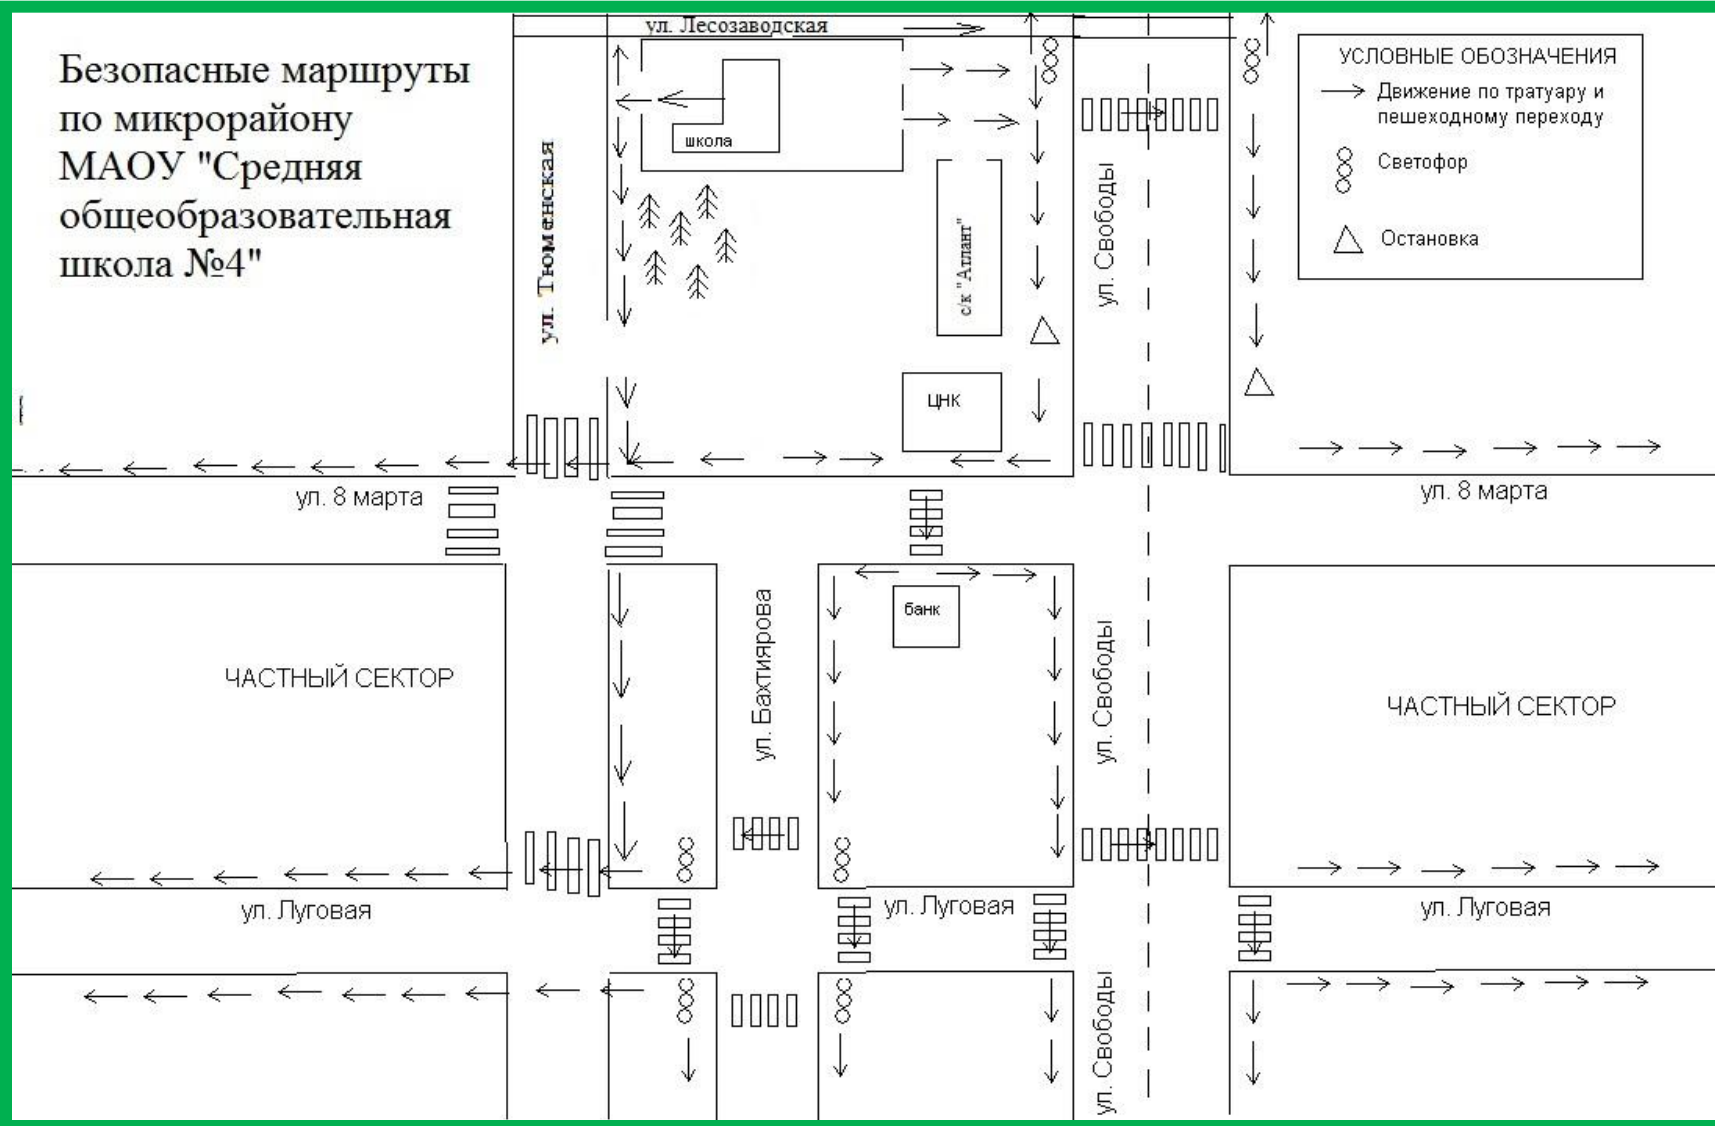 Безопасные маршруты
по микрорайону
МАОУ "Средняя
общеобразовательная
школа №4"
ул. Лесозаводская
УСЛОВНЫЕ ОБОЗНАЧЕНИЯ
Движение по тратуару и
пешеходному переходу
Светофор
Остановка
школа
ул. Тюменская
с/к "Атлант"
ул. Свободы
ЦНК
ул. 8 марта
ул. 8 марта
банк
ул. Бахтиярова
ул. Свободы
ЧАСТНЫЙ СЕКТОР
ЧАСТНЫЙ СЕКТОР
ул. Луговая
ул. Луговая
ул. Луговая
ул. Свободы